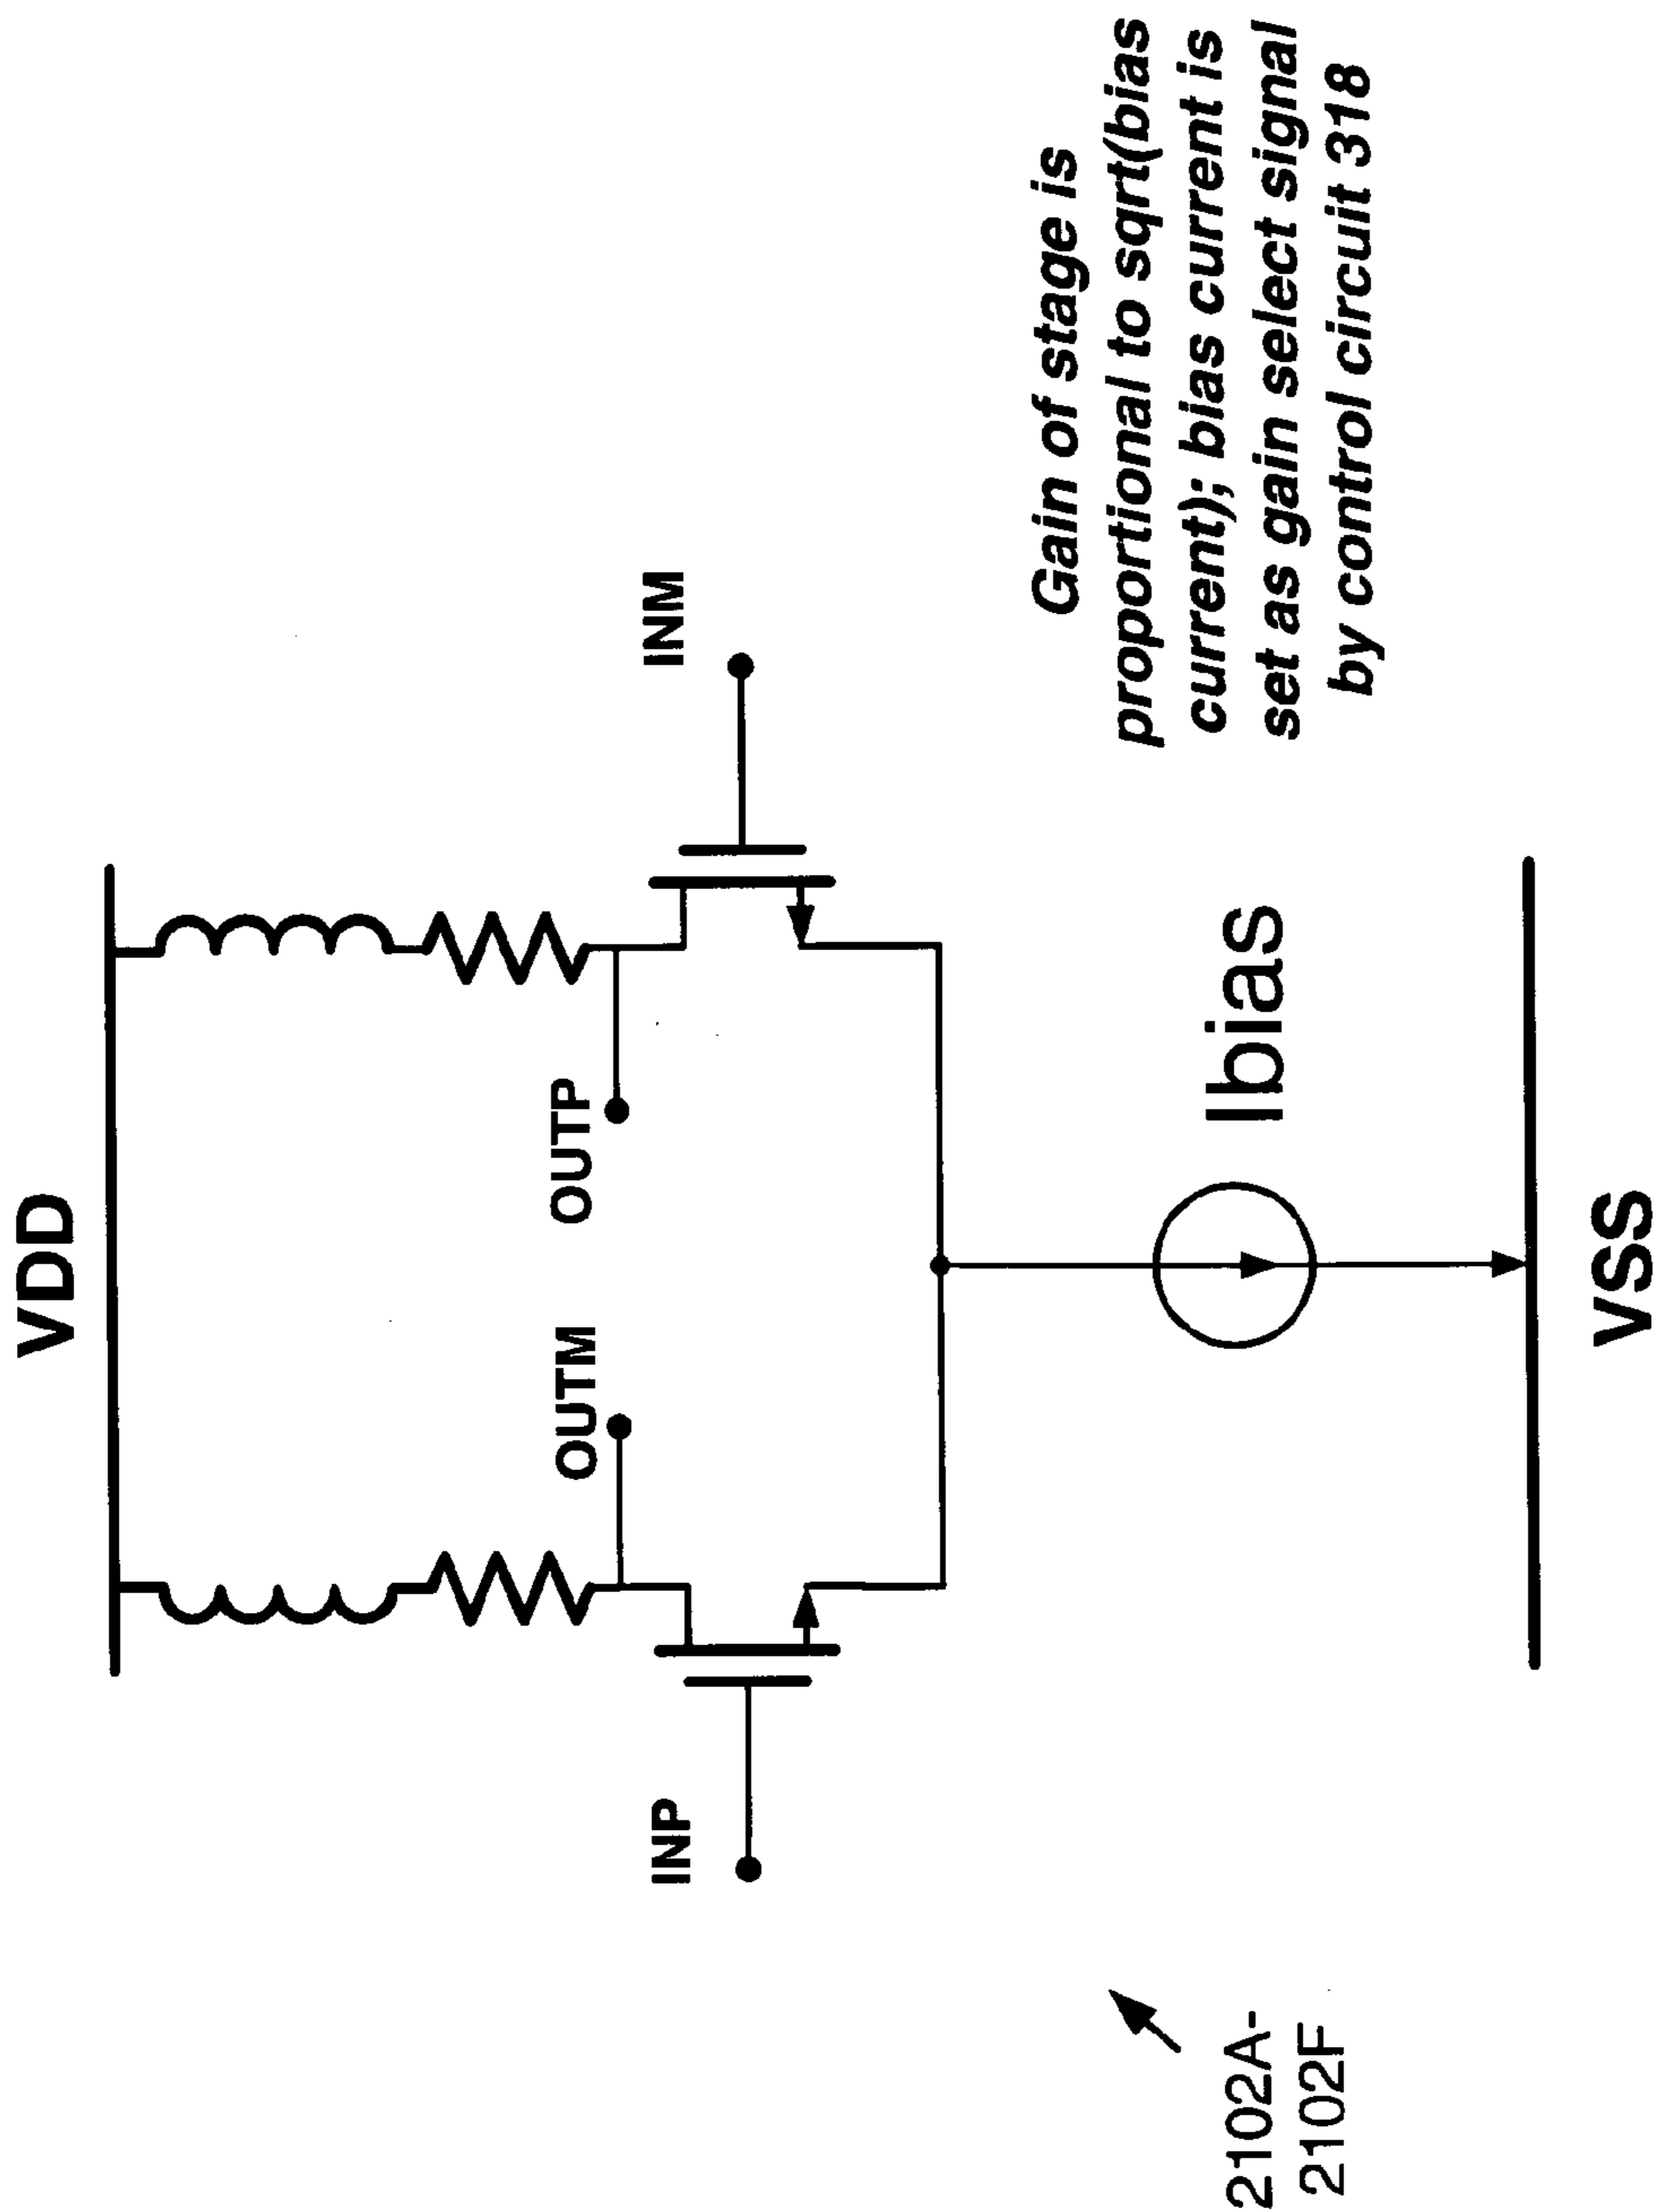 VDD
OUTM
OUTP
INP
INM
Ibias
Gain of stage is
proportional to sqrt(bias
current); bias current is
set as gain select signal
by control circuit 318
2102A-
2102F
VSS